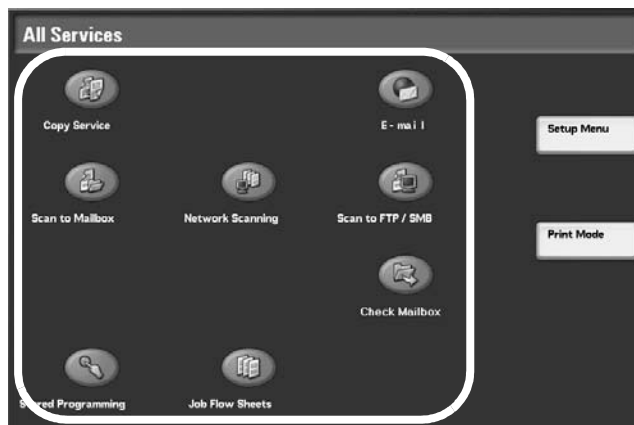 All Services
Copy Service
E-mail
Setup Menu
Scan to Mailbox
Network Scanning
Scan to FTP / SMB
Print Mode
Check Mailbox
Stored Programming
Job Flow Sheets